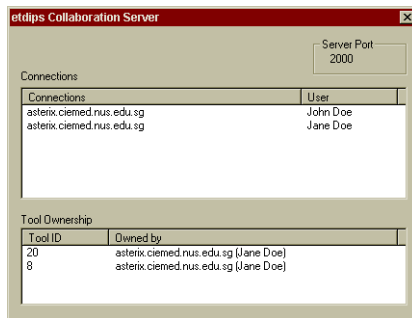 etdips Collaboration Server
Server Port
2000
Connections
Connections User
asterix.ciemed.nus.edu.sg John Doe
asterix.ciemed.nus.edu.sg Jane Doe
Tool Ownership
Tool ID Owned by
20 asterix.ciemed.nus.edu.sg (Jane Doe)
8 asterix.ciemed.nus.edu.sg (Jane Doe)